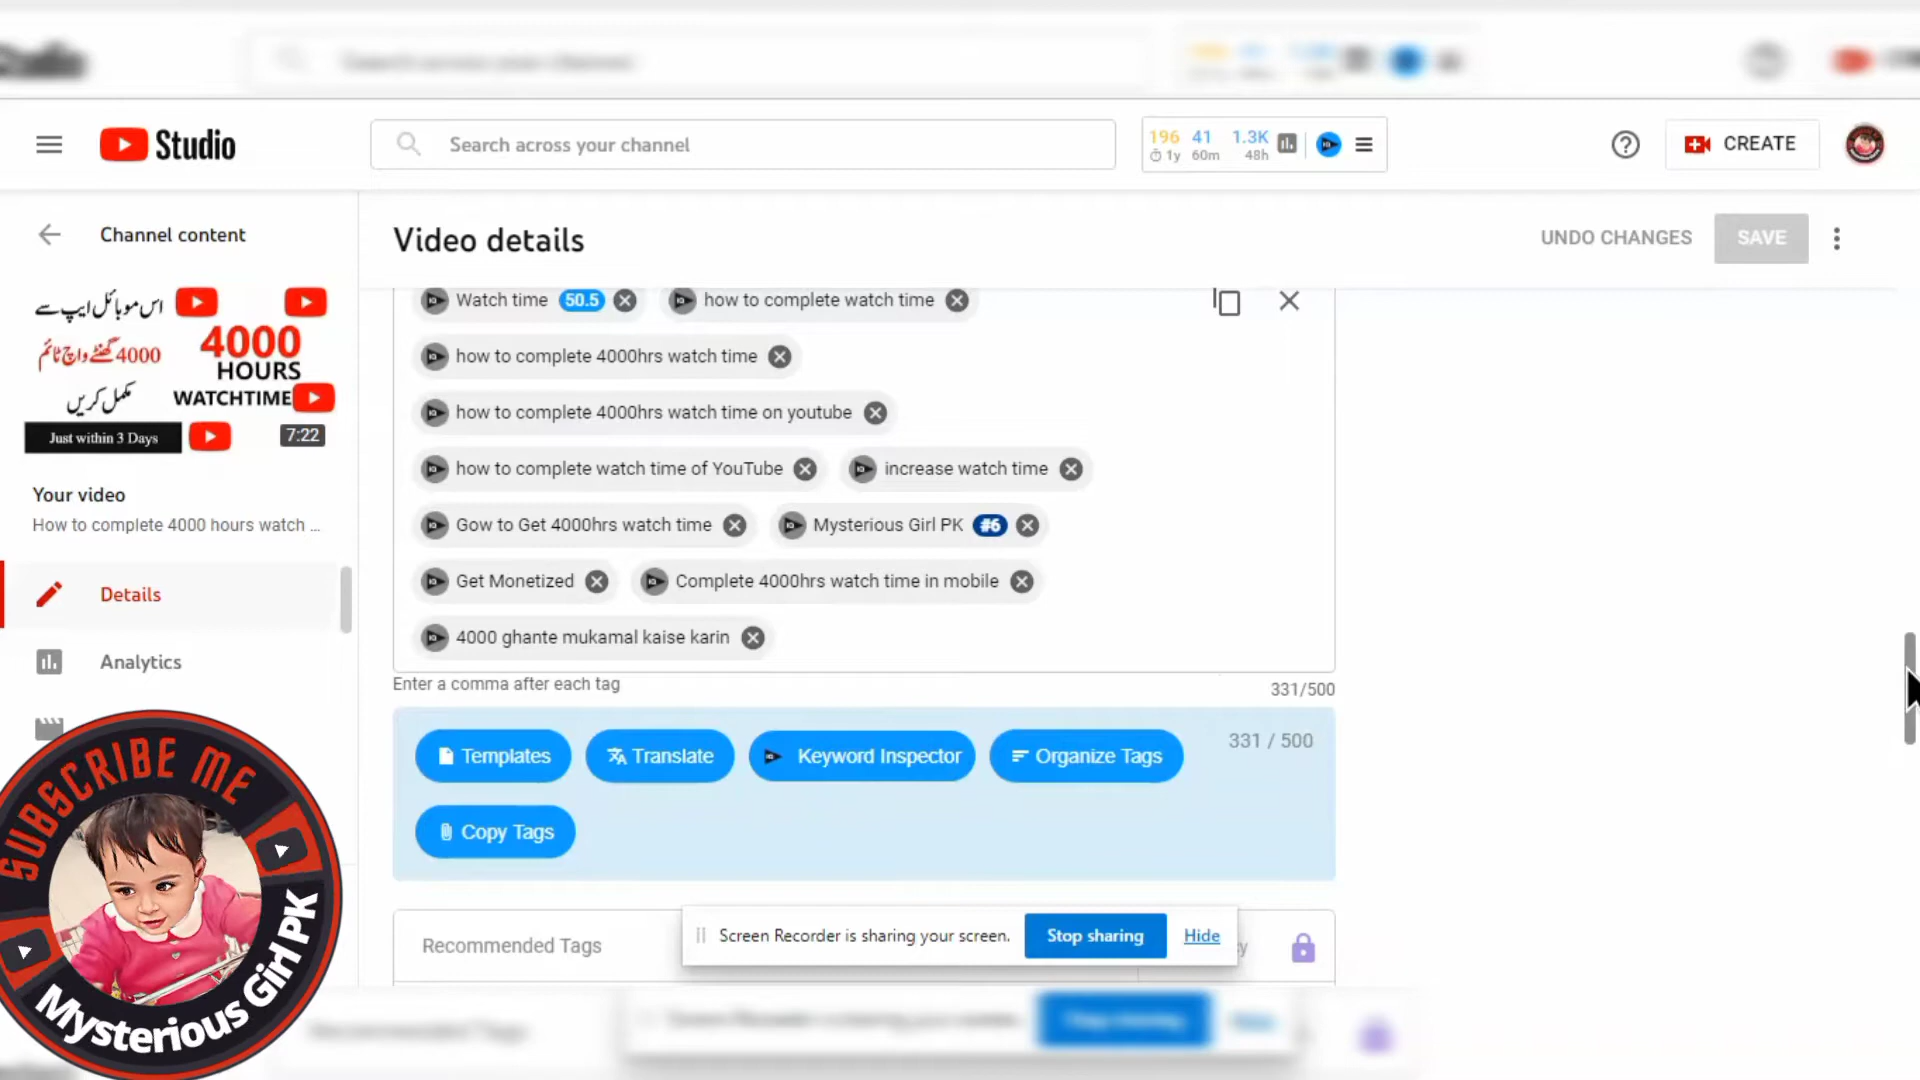 Search across your channel
Studio
Search across your channel
196 41 1.3K
1y 60m 48h
CREATE
Channel content
Video details
UNDO CHANGES
SAVE
اس موبائل ایپ سے
4000 گھنٹے واچ ٹائم
مکمل کریں
4000
HOURS
WATCHTIME
Just within 3 Days
7:22
Your video
How to complete 4000 hours watch ...
Details
Analytics
Watch time 50.5 how to complete watch time
how to complete 4000hrs watch time
how to complete 4000hrs watch time on youtube
how to complete watch time of YouTube increase watch time
Gow to Get 4000hrs watch time Mysterious Girl PK #6
Get Monetized Complete 4000hrs watch time in mobile
4000 ghante mukamal kaise karin
Enter a comma after each tag 331/500
Templates Translate Keyword Inspector Organize Tags 331 / 500
Copy Tags
Recommended Tags
Screen Recorder is sharing your screen. Stop sharing Hide
SUBSCRIBE ME
Mysterious Girl PK